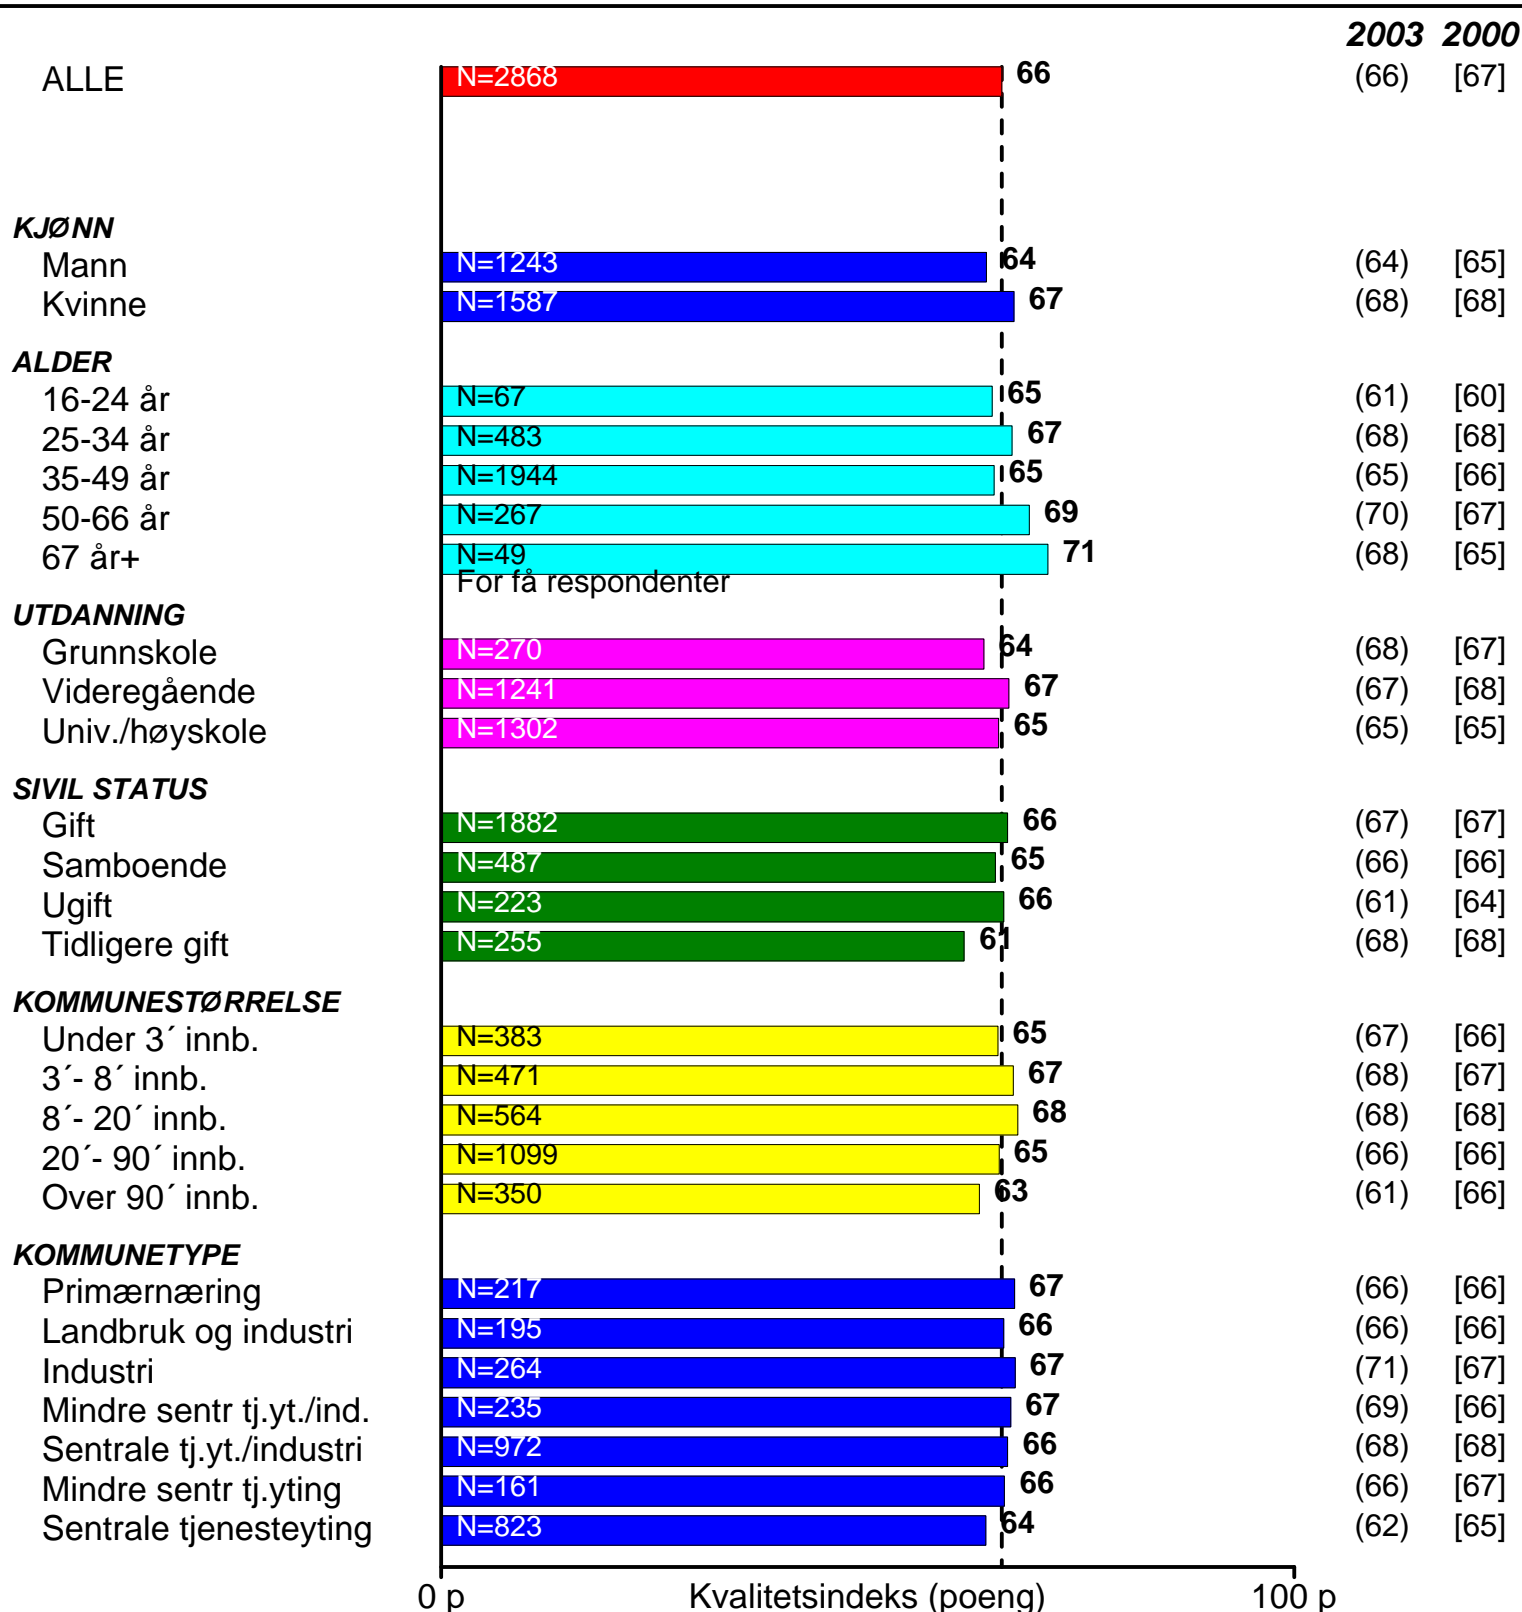 2003 2000
ALLE N=2868 66 (66) [67]
KJØNN
Mann N=1243 64 (64) [65]
Kvinne N=1587 67 (68) [68]
ALDER
16-24 år N=67 65 (61) [60]
25-34 år N=483 67 (68) [68]
35-49 år N=1944 65 (65) [66]
50-66 år N=267 69 (70) [67]
67 år+ N=49 71 (68) [65]
For få respondenter
UTDANNING
Grunnskole N=270 64 (68) [67]
Videregående N=1241 67 (67) [68]
Univ./høyskole N=1302 65 (65) [65]
SIVIL STATUS
Gift N=1882 66 (67) [67]
Samboende N=487 65 (66) [66]
Ugift N=223 66 (61) [64]
Tidligere gift N=255 61 (68) [68]
KOMMUNESTØRRELSE
Under 3´ innb. N=383 65 (67) [66]
3´- 8´ innb. N=471 67 (68) [67]
8´- 20´ innb. N=564 68 (68) [68]
20´- 90´ innb. N=1099 65 (66) [66]
Over 90´ innb. N=350 63 (61) [66]
KOMMUNETYPE
Primærnæring N=217 67 (66) [66]
Landbruk og industri N=195 66 (66) [66]
Industri N=264 67 (71) [67]
Mindre sentr tj.yt./ind. N=235 67 (69) [66]
Sentrale tj.yt./industri N=972 66 (68) [68]
Mindre sentr tj.yting N=161 66 (66) [67]
Sentrale tjenesteyting N=823 64 (62) [65]
0 p Kvalitetsindeks (poeng) 100 p